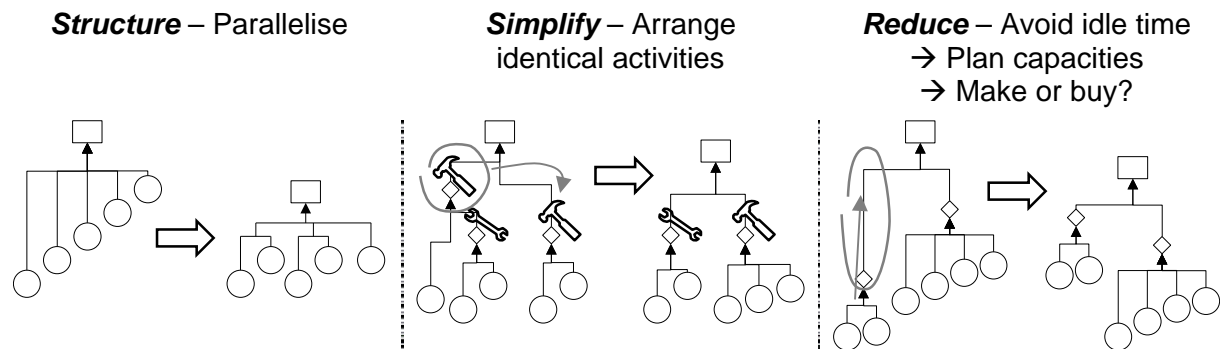 Structure – Parallelise
Simplify – Arrange
identical activities
Reduce – Avoid idle time
→ Plan capacities
→ Make or buy?